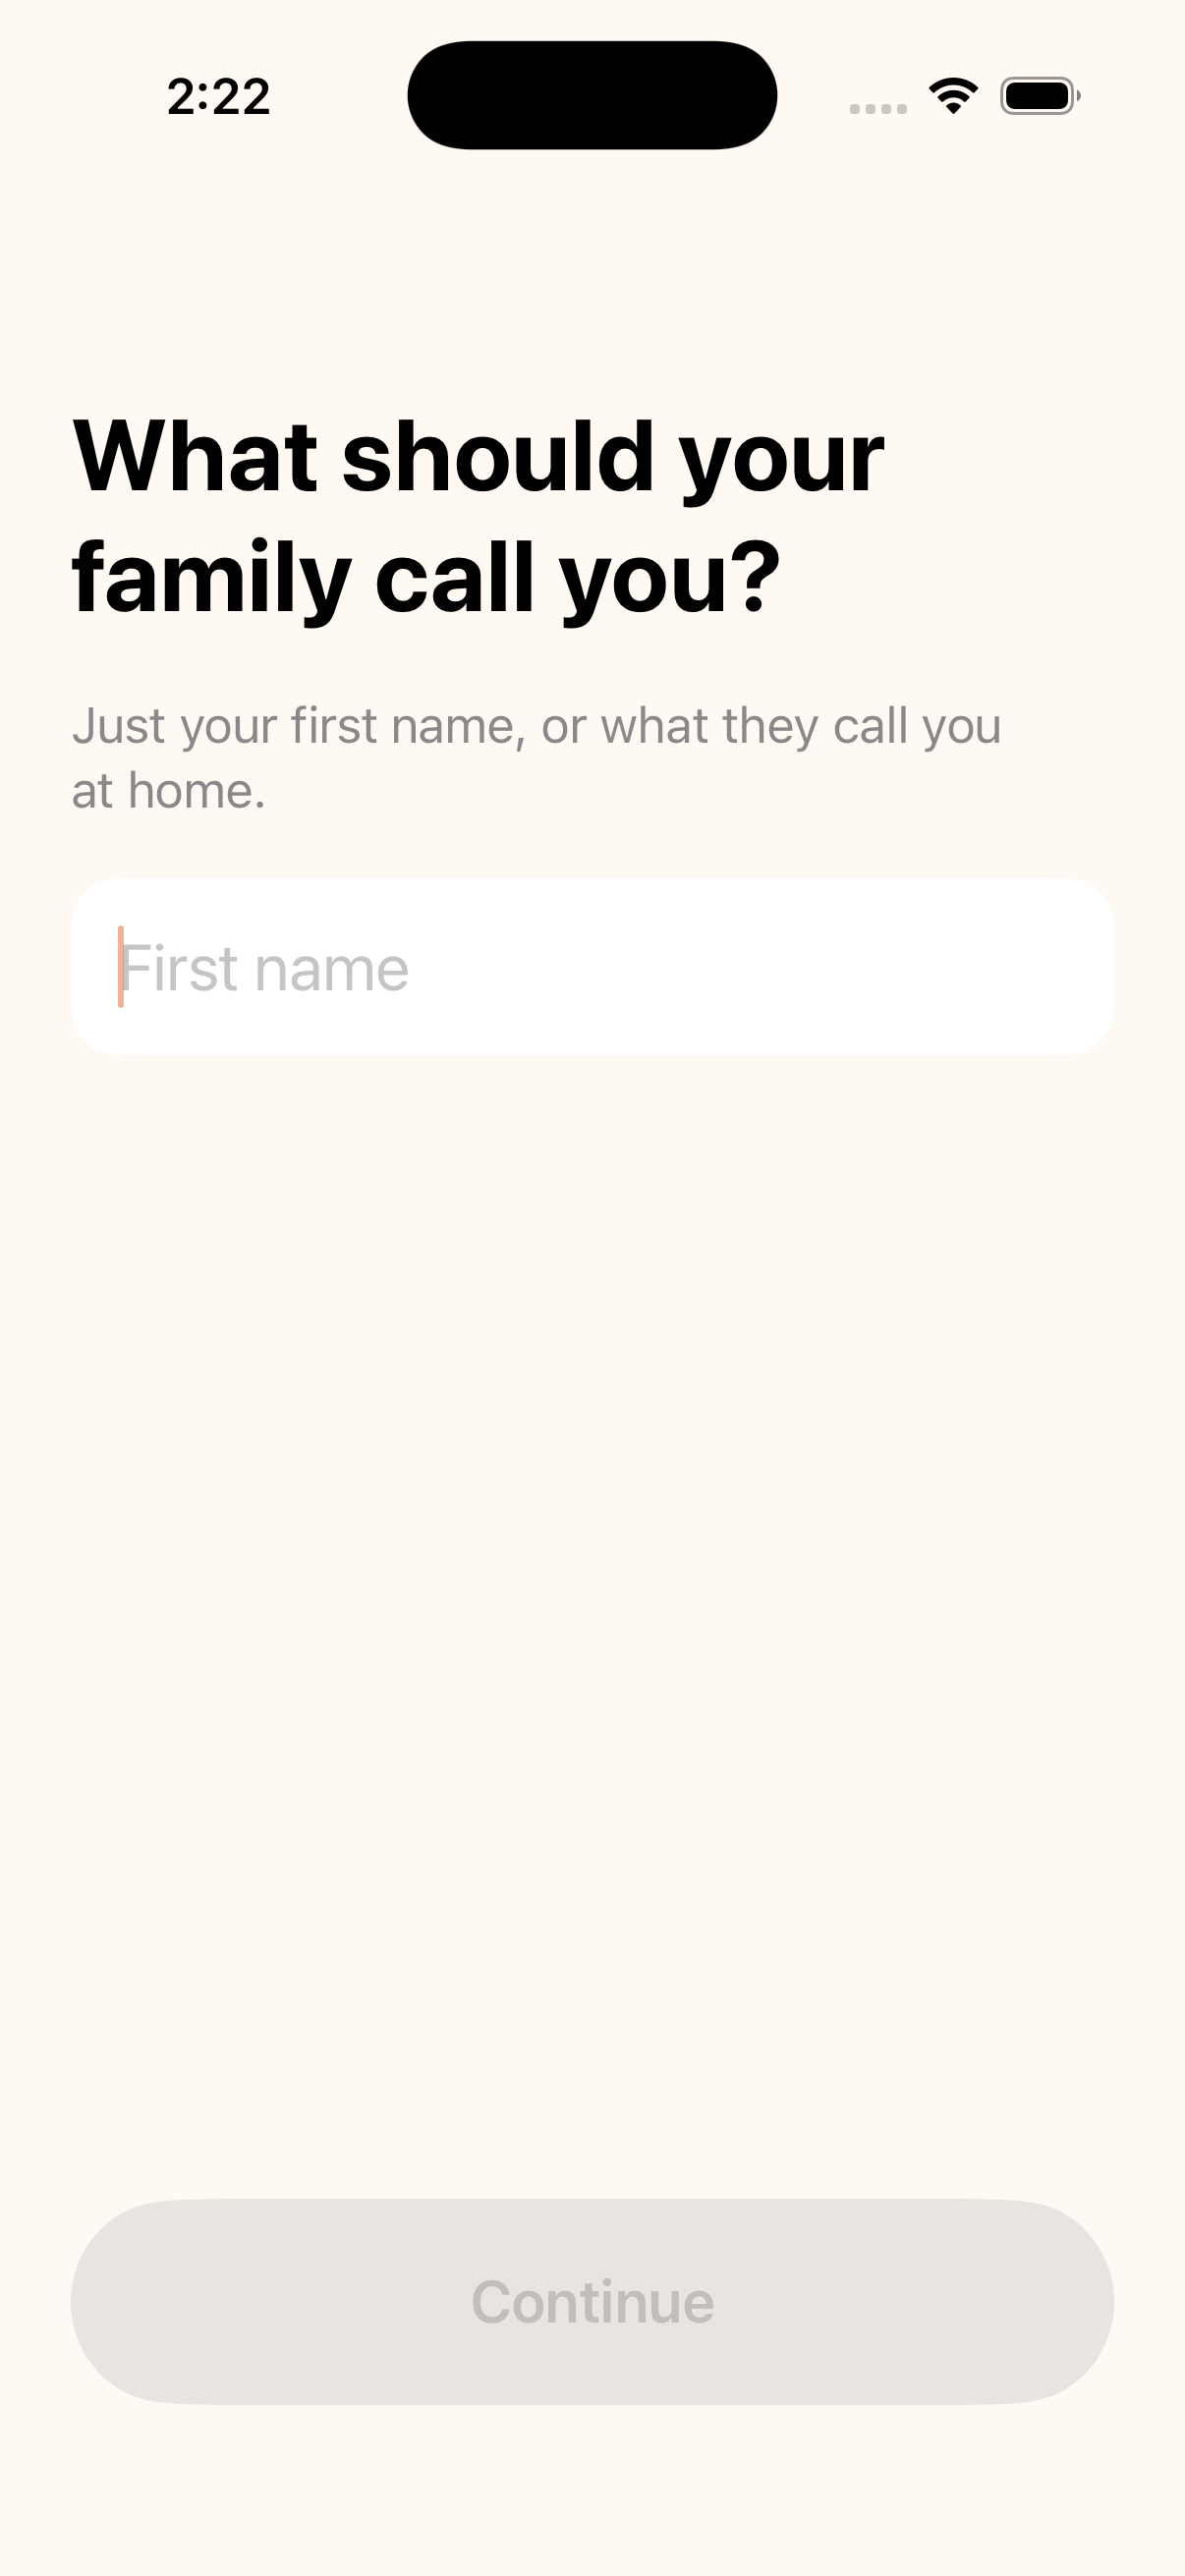 2:22
What should your
family call you?
Just your first name, or what they call you
at home.
First name
Continue